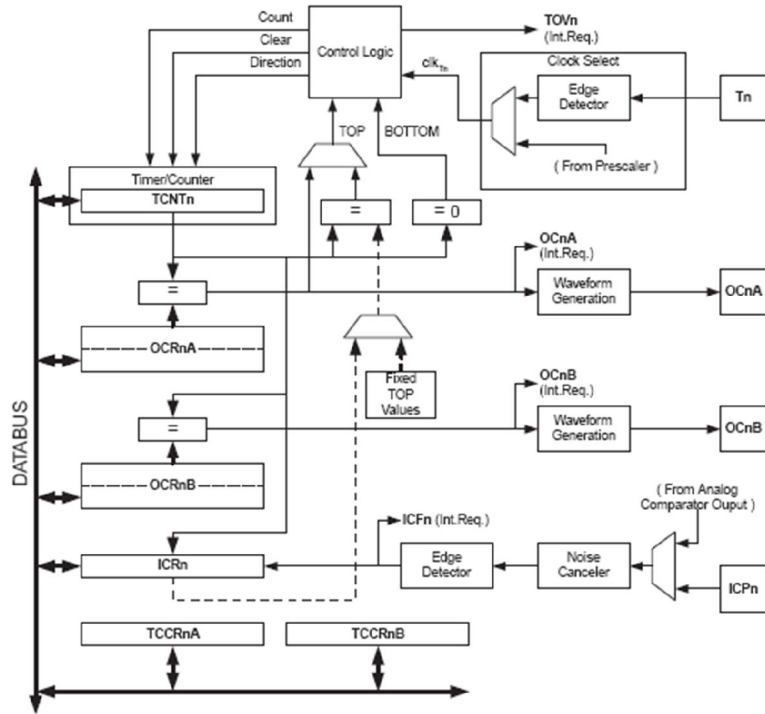 Count
Clear
Direction
Control Logic
TOVn
(Int.Req.)
clkTn
Clock Select
Edge
Detector
Tn
( From Prescaler )
TOP
BOTTOM
Timer/Counter
TCNTn
=
= 0
=
OCRnA
OCnA
(Int.Req.)
Waveform
Generation
OCnA
Fixed
TOP
Values
=
OCRnB
OCnB
(Int.Req.)
Waveform
Generation
OCnB
DATABUS
( From Analog
Comparator Ouput )
ICFn (Int.Req.)
ICRn
Edge
Detector
Noise
Canceler
ICPn
TCCRnA
TCCRnB